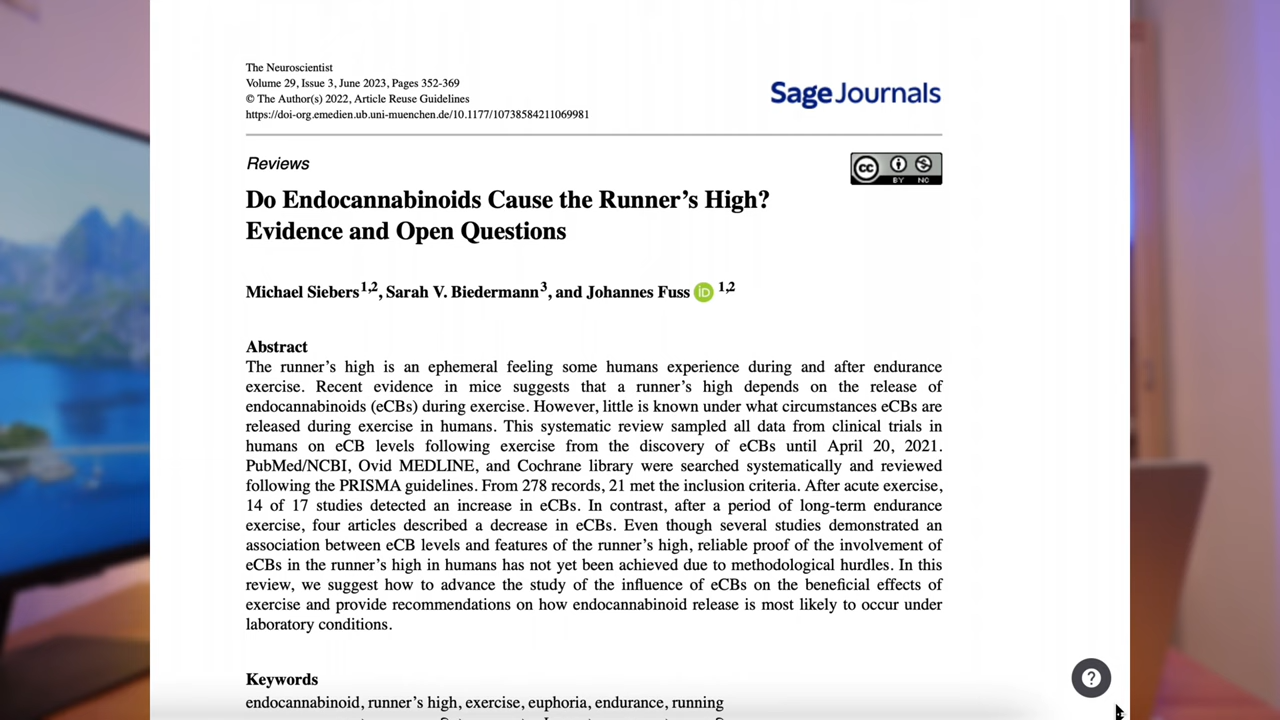 The Neuroscientist
Volume 29, Issue 3, June 2023, Pages 352-369
© The Author(s) 2022, Article Reuse Guidelines
https://doi-org.emedien.ub.uni-muenchen.de/10.1177/10738584211069981
Sage Journals
Reviews
cc BY NC
Do Endocannabinoids Cause the Runner’s High?
Evidence and Open Questions
Michael Siebers1,2, Sarah V. Biedermann3, and Johannes Fuss iD 1,2
Abstract
The runner’s high is an ephemeral feeling some humans experience during and after endurance
exercise. Recent evidence in mice suggests that a runner’s high depends on the release of
endocannabinoids (eCBs) during exercise. However, little is known under what circumstances eCBs are
released during exercise in humans. This systematic review sampled all data from clinical trials in
humans on eCB levels following exercise from the discovery of eCBs until April 20, 2021.
PubMed/NCBI, Ovid MEDLINE, and Cochrane library were searched systematically and reviewed
following the PRISMA guidelines. From 278 records, 21 met the inclusion criteria. After acute exercise,
14 of 17 studies detected an increase in eCBs. In contrast, after a period of long-term endurance
exercise, four articles described a decrease in eCBs. Even though several studies demonstrated an
association between eCB levels and features of the runner’s high, reliable proof of the involvement of
eCBs in the runner’s high in humans has not yet been achieved due to methodological hurdles. In this
review, we suggest how to advance the study of the influence of eCBs on the beneficial effects of
exercise and provide recommendations on how endocannabinoid release is most likely to occur under
laboratory conditions.
Keywords
endocannabinoid, runner’s high, exercise, euphoria, endurance, running
?